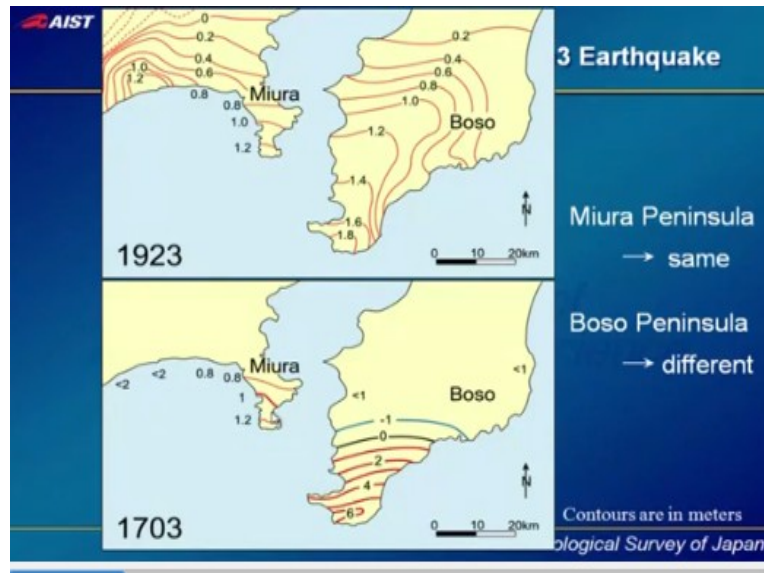 AIST
3 Earthquake
0
0.2
0.4
0.6
1.0
1.2
0.8
0.8
Miura
1.0
1.2
0.2
0.4
0.6
0.8
1.0
Boso
1.2
1.4
1.6
1.8
N
0 10 20km
1923
Miura Peninsula
→ same
Boso Peninsula
→ different
<2
<2
0.8
0.8
Miura
1
1.2
<1
<1
Boso
-1
0
2
4
6
N
0 10 20km
1703
Contours are in meters
ological Survey of Japan